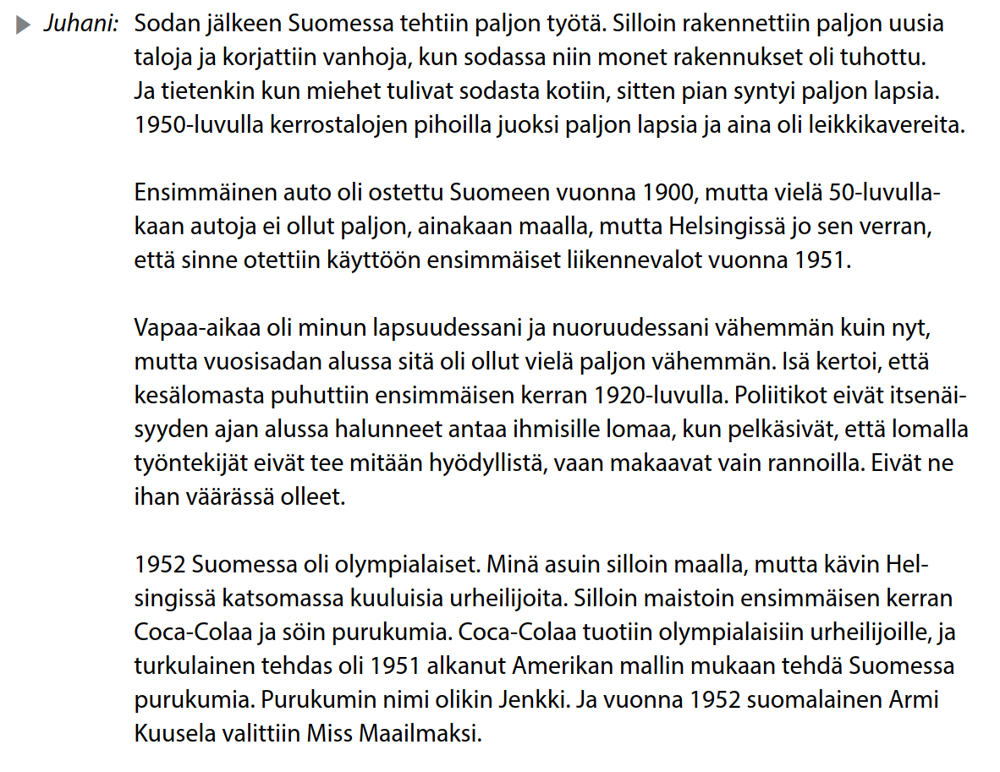 Juhani: Sodan jälkeen Suomessa tehtiin paljon työtä. Silloin rakennettiin paljon uusia
taloja ja korjattiin vanhoja, kun sodassa niin monet rakennukset oli tuhottu.
Ja tietenkin kun miehet tulivat sodasta kotiin, sitten pian syntyi paljon lapsia.
1950-luvulla kerrostalojen pihoilla juoksi paljon lapsia ja aina oli leikkikavereita.
Ensimmäinen auto oli ostettu Suomeen vuonna 1900, mutta vielä 50-luvulla-
kaan autoja ei ollut paljon, ainakaan maalla, mutta Helsingissä jo sen verran,
että sinne otettiin käyttöön ensimmäiset liikennevalot vuonna 1951.
Vapaa-aikaa oli minun lapsuudessani ja nuoruudessani vähemmän kuin nyt,
mutta vuosisadan alussa sitä oli ollut vielä paljon vähemmän. Isä kertoi, että
kesälomasta puhuttiin ensimmäisen kerran 1920-luvulla. Poliitikot eivät itsenäi-
syyden ajan alussa halunneet antaa ihmisille lomaa, kun pelkäsivät, että lomalla
työntekijät eivät tee mitään hyödyllistä, vaan makaavat vain rannoilla. Eivät ne
ihan väärässä olleet.
1952 Suomessa oli olympialaiset. Minä asuin silloin maalla, mutta kävin Hel-
singissä katsomassa kuuluisia urheilijoita. Silloin maistoin ensimmäisen kerran
Coca-Colaa ja söin purukumia. Coca-Colaa tuotiin olympialaisiin urheilijoille, ja
turkulainen tehdas oli 1951 alkanut Amerikan mallin mukaan tehdä Suomessa
purukumia. Purukumin nimi olikin Jenkki. Ja vuonna 1952 suomalainen Armi
Kuusela valittiin Miss Maailmaksi.